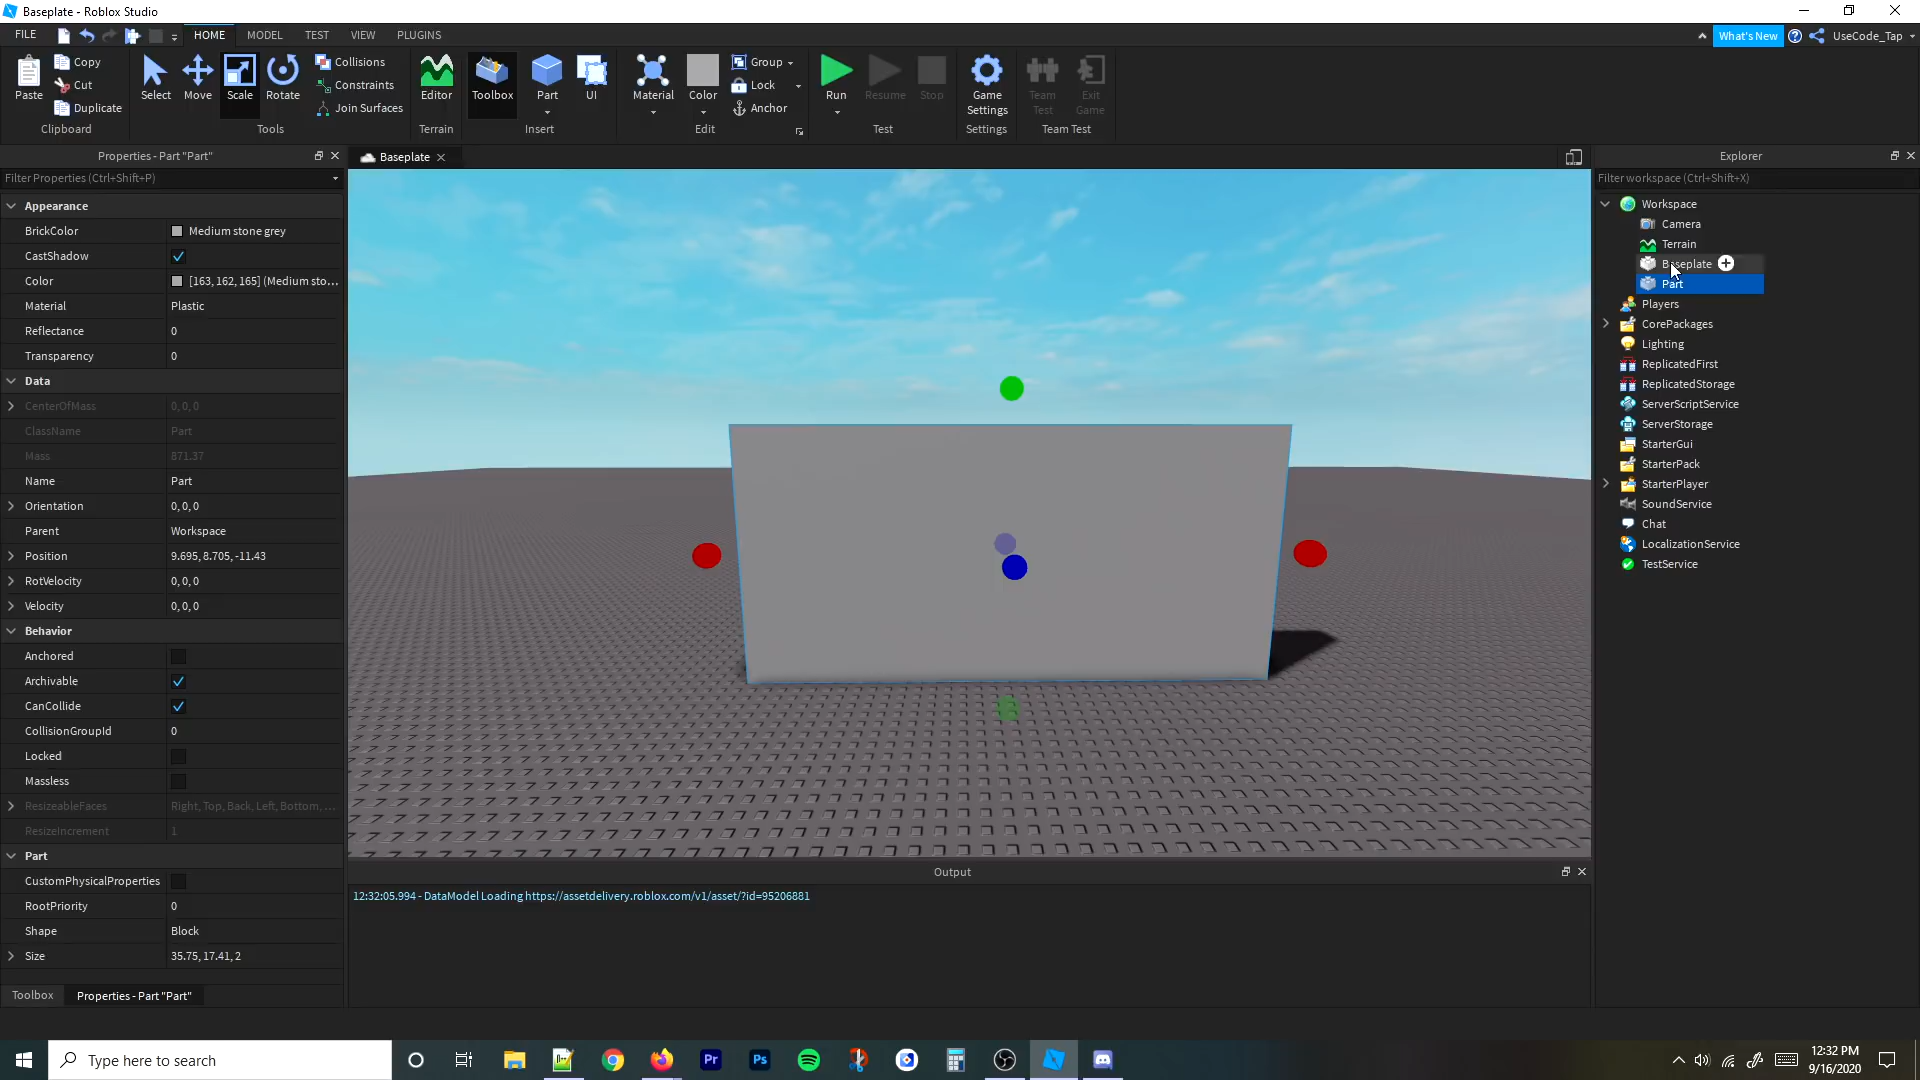 Baseplate - Roblox Studio
FILE
HOME
MODEL
TEST
VIEW
PLUGINS
What's New
UseCode_Tap
Paste
Copy
Cut
Duplicate
Clipboard
Select
Move
Scale
Rotate
Collisions
Constraints
Join Surfaces
Tools
Editor
Terrain
Toolbox
Part
UI
Insert
Material
Color
Group
Lock
Anchor
Edit
Run
Resume
Stop
Test
Game
Settings
Settings
Team
Test
Exit
Game
Team Test
Properties - Part "Part"
Filter Properties (Ctrl+Shift+P)
Appearance
BrickColor Medium stone grey
CastShadow
Color [163, 162, 165] (Medium sto...
Material Plastic
Reflectance 0
Transparency 0
Data
CenterOfMass 0, 0, 0
ClassName Part
Mass 871.37
Name Part
Orientation 0, 0, 0
Parent Workspace
Position 9.695, 8.705, -11.43
RotVelocity 0, 0, 0
Velocity 0, 0, 0
Behavior
Anchored
Archivable
CanCollide
CollisionGroupId 0
Locked
Massless
ResizeableFaces Right, Top, Back, Left, Bottom, ...
ResizeIncrement 1
Part
CustomPhysicalProperties
RootPriority 0
Shape Block
Size 35.75, 17.41, 2
Toolbox
Properties - Part "Part"
Baseplate
Output
12:32:05.994 - DataModel Loading https://assetdelivery.roblox.com/v1/asset/?id=95206881
Explorer
Filter workspace (Ctrl+Shift+X)
Workspace
Camera
Terrain
Baseplate
Part
Players
CorePackages
Lighting
ReplicatedFirst
ReplicatedStorage
ServerScriptService
ServerStorage
StarterGui
StarterPack
StarterPlayer
SoundService
Chat
LocalizationService
TestService
Type here to search
Pr
Ps
12:32 PM
9/16/2020